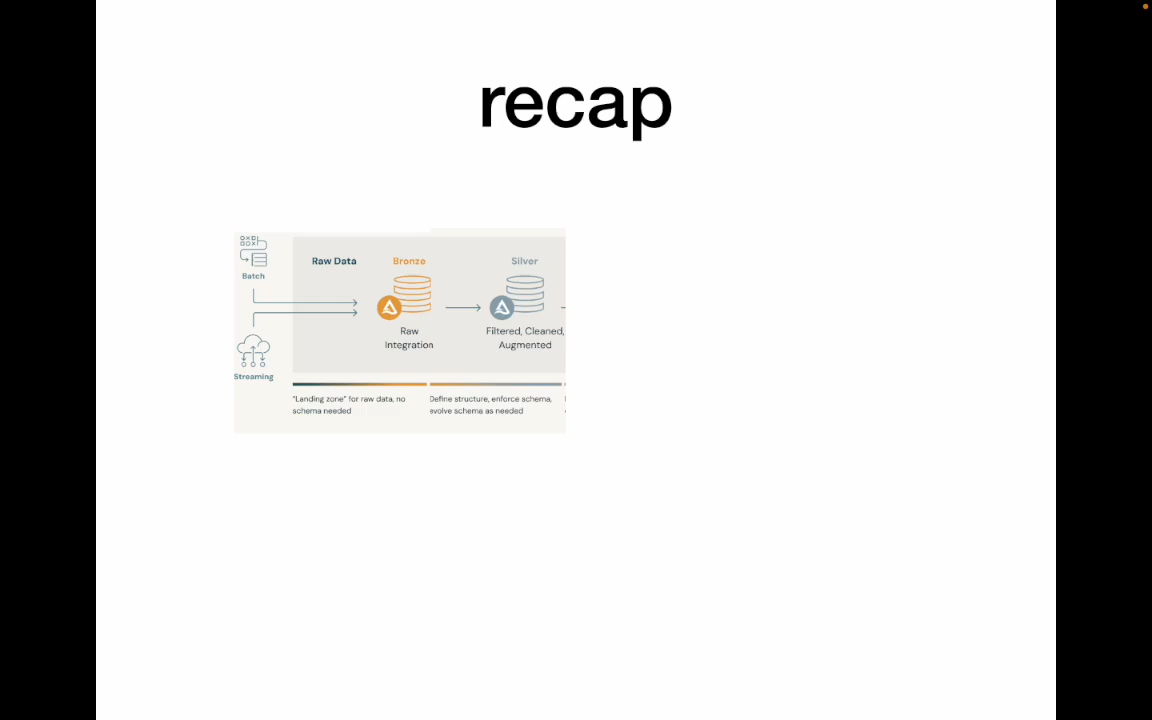 recap
Raw Data Bronze Silver
Batch
Raw
Integration
Filtered, Cleaned,
Augmented
Streaming
"Landing zone" for raw data, no
schema needed
Define structure, enforce schema,
evolve schema as needed